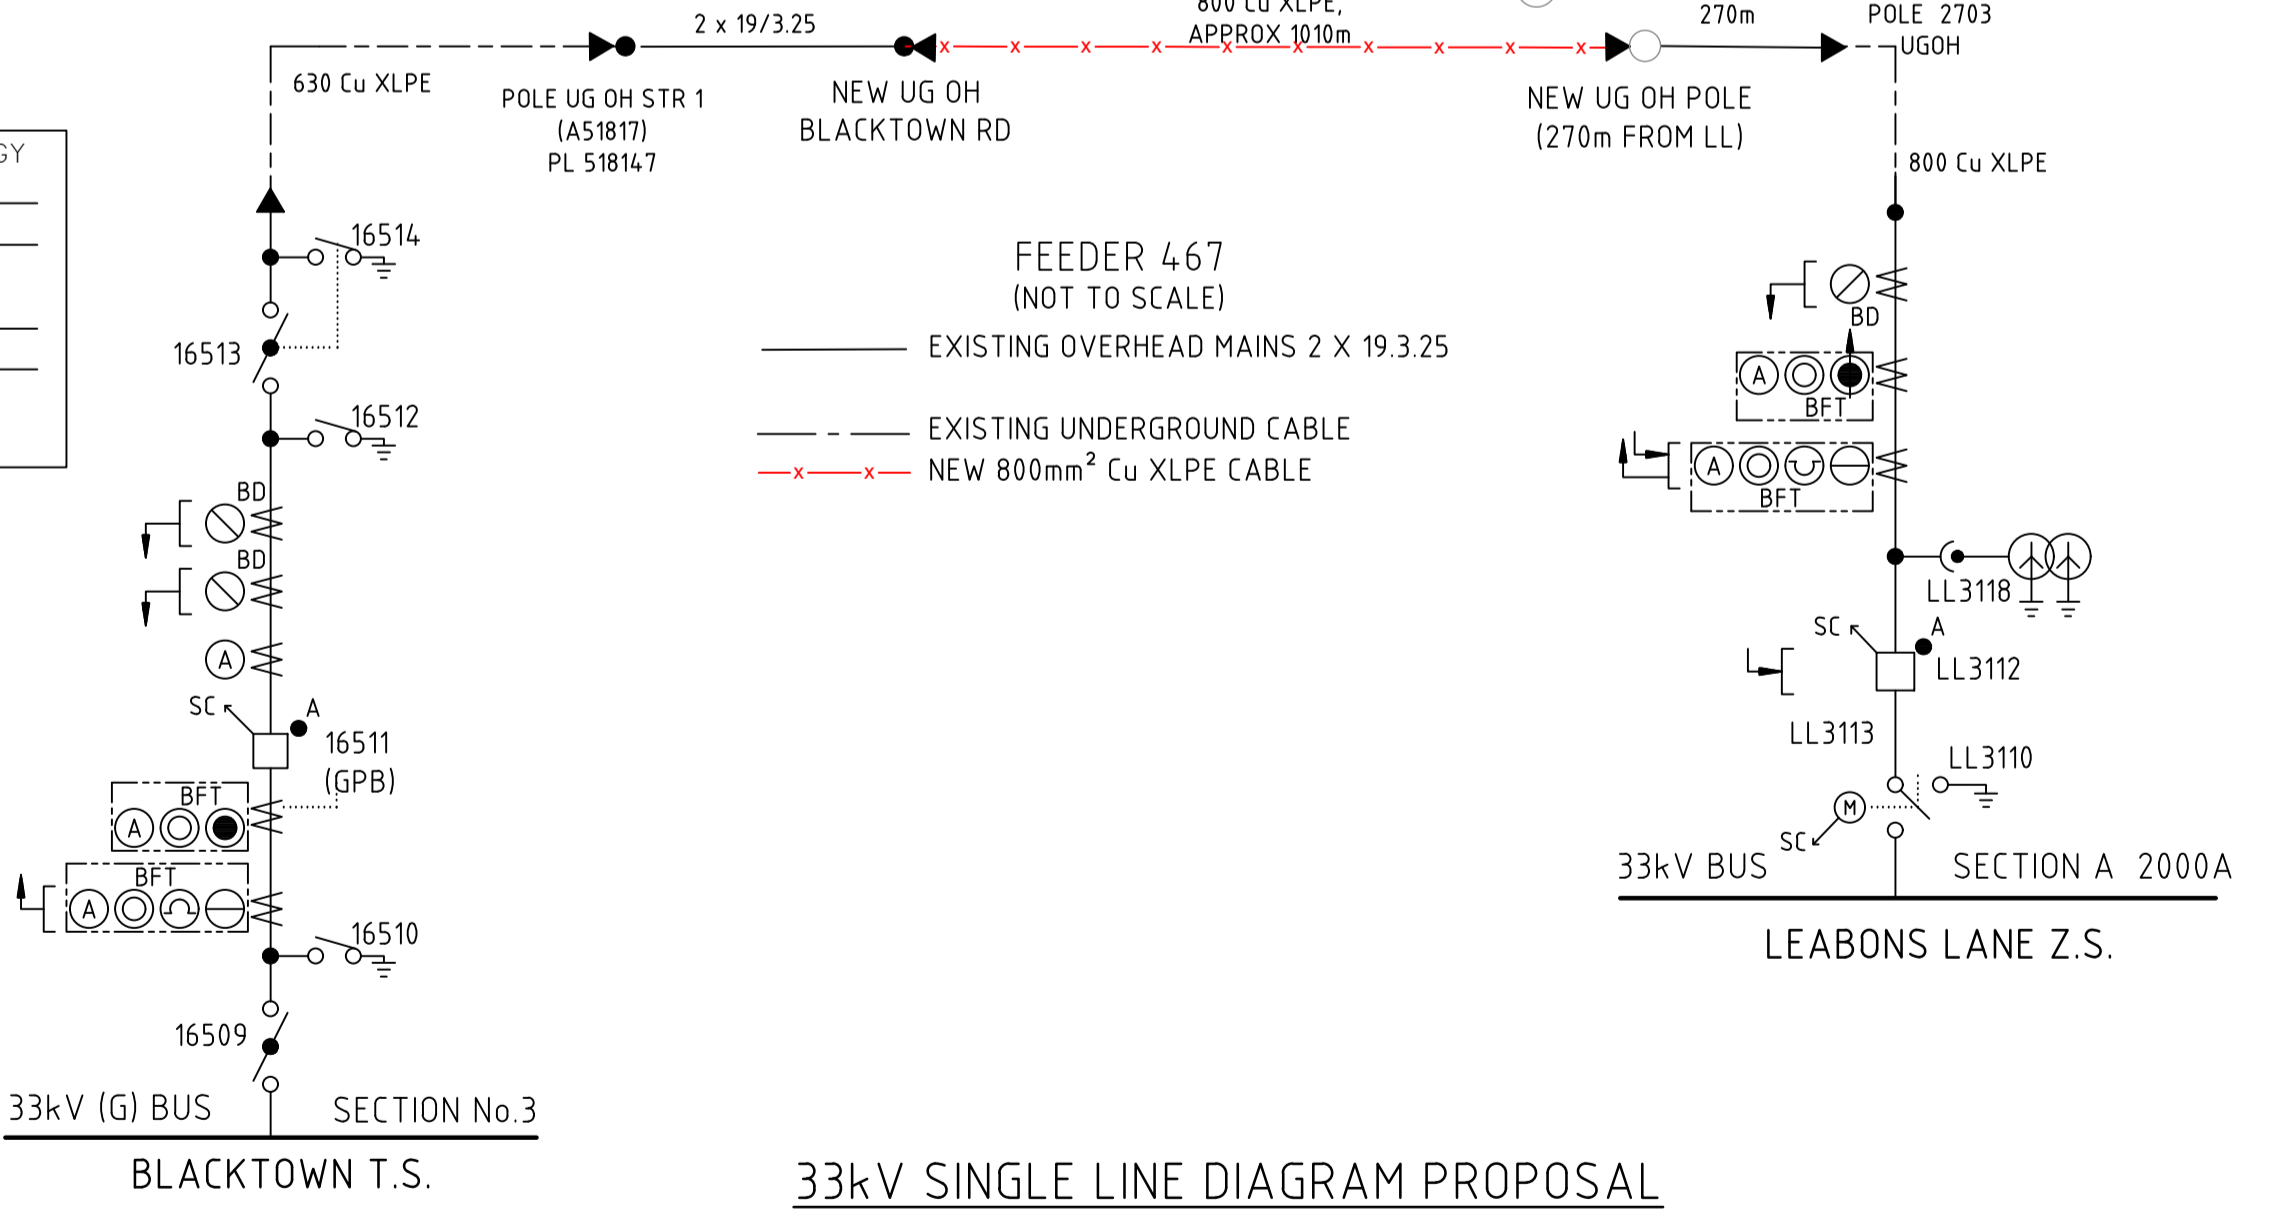 2 x 19/3.25
800 Cu XLPE,
APPROX 1010m
270m
POLE 2703
UGOH
630 Cu XLPE
POLE UG OH STR 1
(A51817)
PL 518147
NEW UG OH
BLACKTOWN RD
NEW UG OH POLE
(270m FROM LL)
800 Cu XLPE
GY
16514
16513
16512
BD
BD
A
SC
A
16511
(GPB)
BFT
A
BFT
A
16510
16509
33kV (G) BUS
SECTION No.3
BLACKTOWN T.S.
FEEDER 467
(NOT TO SCALE)
EXISTING OVERHEAD MAINS 2 X 19.3.25
EXISTING UNDERGROUND CABLE
x x NEW 800mm² Cu XLPE CABLE
BD
A
BFT
A
BFT
LL3118
SC
A
LL3112
LL3113
LL3110
M
SC
33kV BUS
SECTION A 2000A
LEABONS LANE Z.S.
33kV SINGLE LINE DIAGRAM PROPOSAL